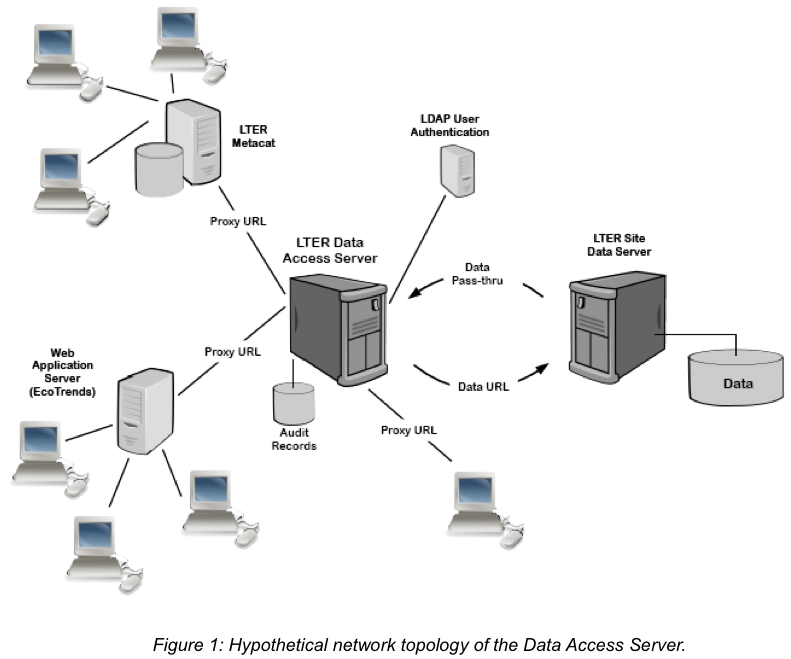 LTER
Metacat
LDAP User
Authentication
Proxy URL
LTER Data
Access Server
LTER Site
Data Server
Data
Pass-thru
Proxy URL
Web
Application
Server
(EcoTrends)
Data URL
Data
Audit
Records
Proxy URL
Figure 1: Hypothetical network topology of the Data Access Server.